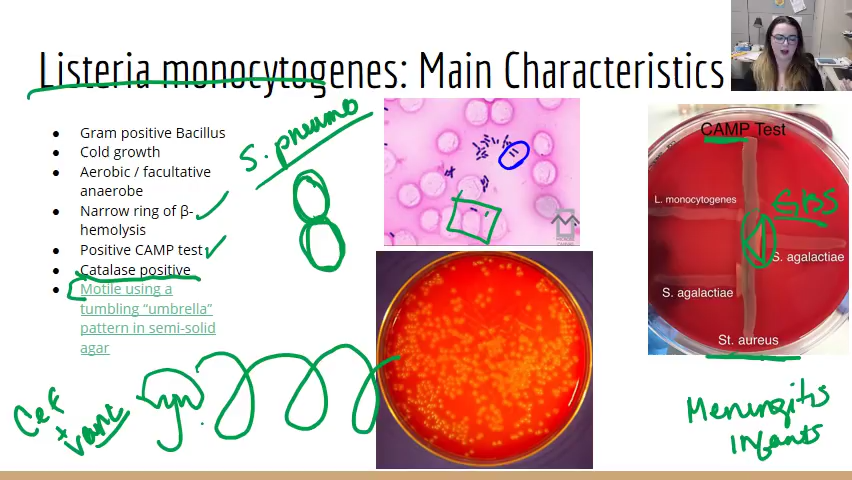 Listeria monocytogenes: Main Characteristics
● Gram positive Bacillus
● Cold growth
● Aerobic / facultative
anaerobe
● Narrow ring of β-
hemolysis
● Positive CAMP test
● Catalase positive
● Motile using a
tumbling “umbrella”
pattern in semi-solid
agar
S. pneumo
Cef
+ vanc
CAMP Test
L. monocytogenes
GBS
S. agalactiae
S. agalactiae
St. aureus
Meningitis
Infants